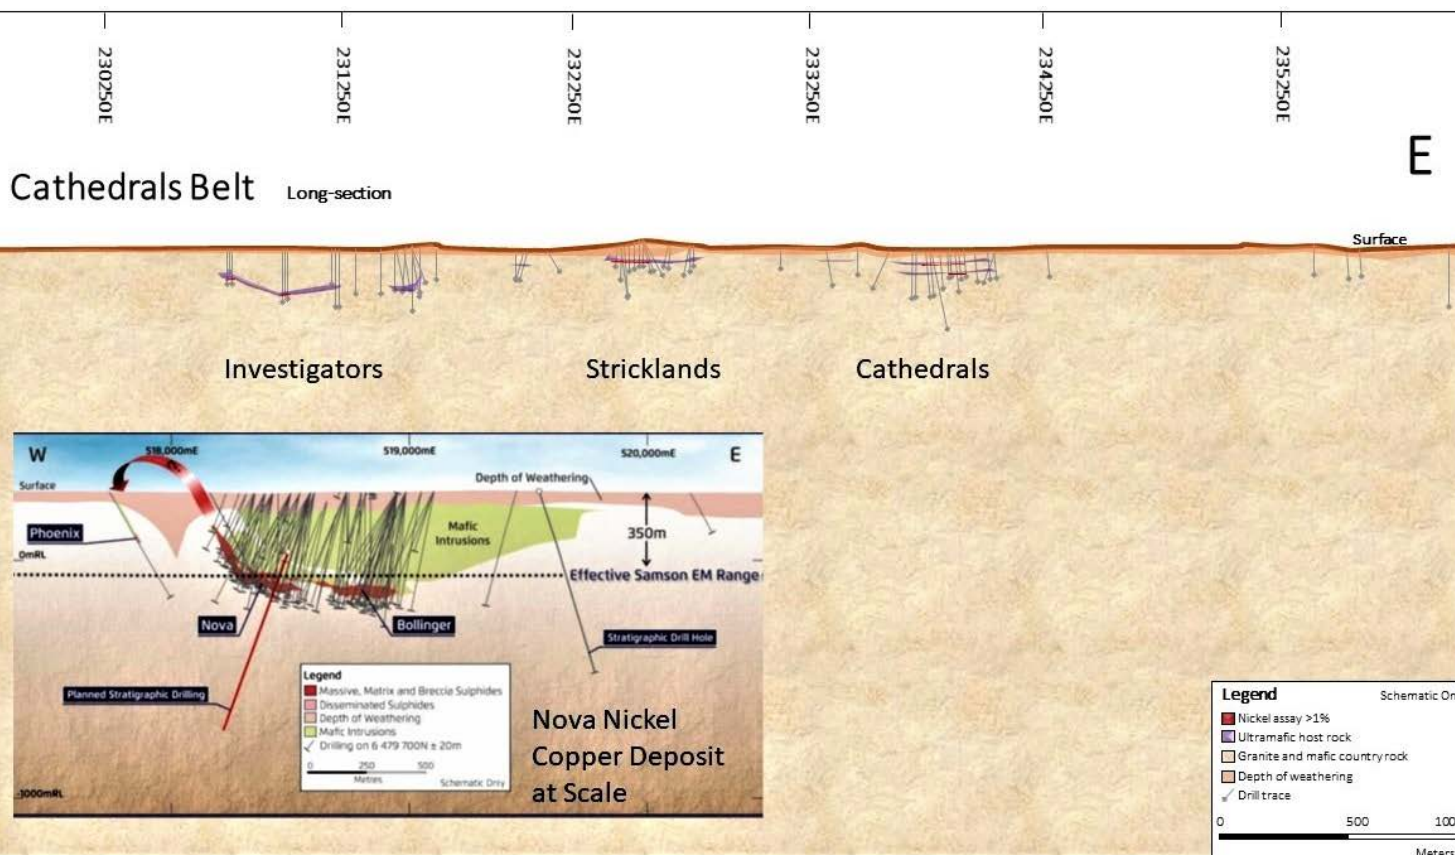 230250E
231250E
232250E
233250E
234250E
235250E
E
Cathedrals Belt
Long-section
Surface
Investigators
Stricklands
Cathedrals
W
518,000mE
519,000mE
520,000mE
E
Surface
Depth of Weathering
Phoenix
Mafic
Intrusions
350m
0mRL
Effective Samson EM Range
Nova
Bollinger
Stratigraphic Drill Hole
Planned Stratigraphic Drilling
Legend
Massive, Matrix and Breccia Sulphides
Disseminated Sulphides
Depth of Weathering
Mafic Intrusions
Drilling on 6 479 700N ± 20m
0 250 500
Metres
Schematic Only
-1000mRL
Nova Nickel
Copper Deposit
at Scale
Legend
Schematic On
Nickel assay >1%
Ultramafic host rock
Granite and mafic country rock
Depth of weathering
Drill trace
0 500 100
Meters